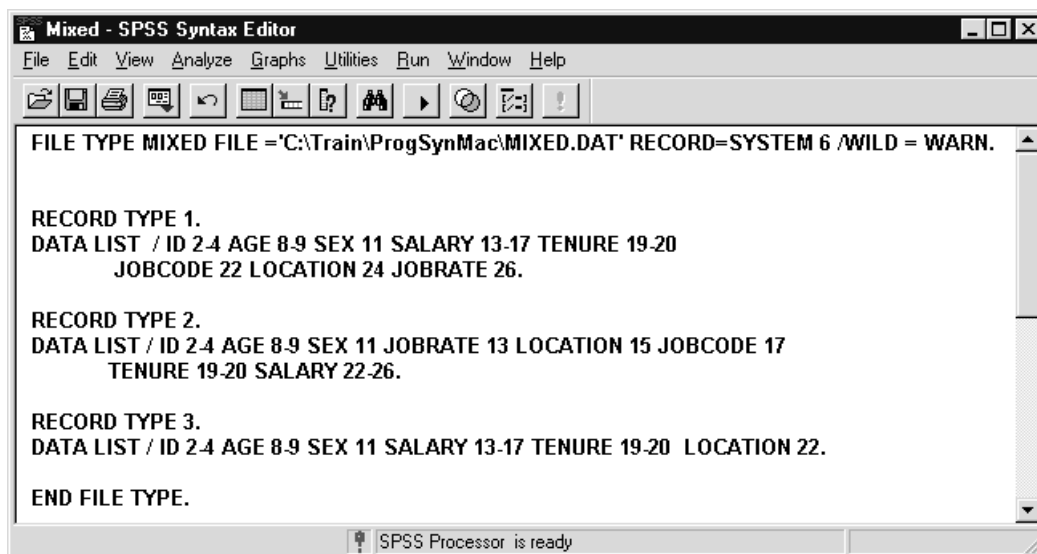 Mixed - SPSS Syntax Editor
File Edit View Analyze Graphs Utilities Run Window Help
FILE TYPE MIXED FILE ='C:\Train\ProgSynMac\MIXED.DAT' RECORD=SYSTEM 6 /WILD = WARN.
RECORD TYPE 1.
DATA LIST / ID 2-4 AGE 8-9 SEX 11 SALARY 13-17 TENURE 19-20
JOBCODE 22 LOCATION 24 JOBRATE 26.
RECORD TYPE 2.
DATA LIST / ID 2-4 AGE 8-9 SEX 11 JOBRATE 13 LOCATION 15 JOBCODE 17
TENURE 19-20 SALARY 22-26.
RECORD TYPE 3.
DATA LIST / ID 2-4 AGE 8-9 SEX 11 SALARY 13-17 TENURE 19-20 LOCATION 22.
END FILE TYPE.
SPSS Processor is ready